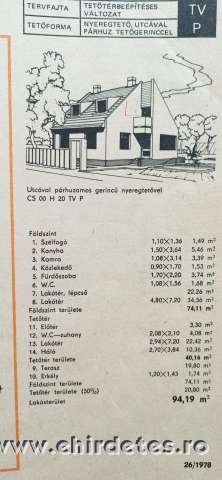 TERVFAJTA TETŐTÉRBEÉPÍTÉSES VÁLTOZAT TV
TETŐFORMA NYEREGTETŐ, UTCÁVAL PÁRHUZ. TETŐGERINCCEL P
Utcával párhuzamos gerincű nyeregtetővel
CS 00 H 20 TV P
Földszint
1. Szélfogó 1,10×1,36 1,49 m²
2. Konyha 1,50×3,64 5,46 m²
3. Kamra 1,08×3,14 3,39 m²
4. Közlekedő 0,90×1,70 1,53 m²
5. Fürdőszoba 1,70×2,20 3,74 m²
6. W.C. 1,08×1,56 1,68 m²
7. Lakótér, lépcső 22,26 m²
8. Lakótér 4,80×7,20 34,56 m²
Földszint területe 74,11 m²
Tetőtér
11. Előtér 3,30 m²
12. W.C-zuhany 2,08×2,10 4,08 m²
13. Lakótér 2,94×7,20 22,42 m²
14. Háló 2,70×3,84 10,36 m²
Tetőtér területe 40,16 m²
9. Terasz 19,80 m²
10. Erkély 1,20×1,43 1,74 m²
Földszint területe 74,11 m²
Tetőtér területe (50%) 20,80 m²
Lakásterület 94,19 m²
www.ehirdetes.hu
26/1978